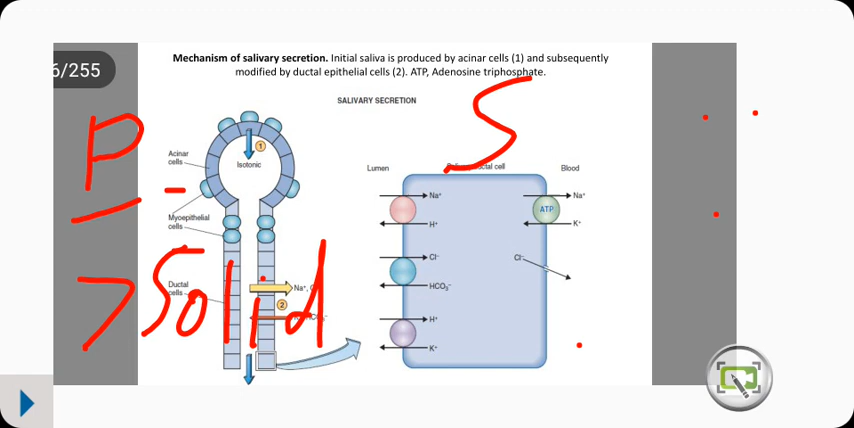 Mechanism of salivary secretion. Initial saliva is produced by acinar cells (1) and subsequently
modified by ductal epithelial cells (2). ATP, Adenosine triphosphate.
6/255
SALIVARY SECRETION
S
P
Acinar
cells
1
Isotonic
Lumen
ctal cell
Blood
Na⁺
Na⁺
ATP
Myoepithelial
cells
H⁺
K⁺
Cl⁻
Cl⁻
Ductal
cells
Solid
Na⁺,
HCO₃⁻
2
HCO₃⁻
H⁺
K⁺